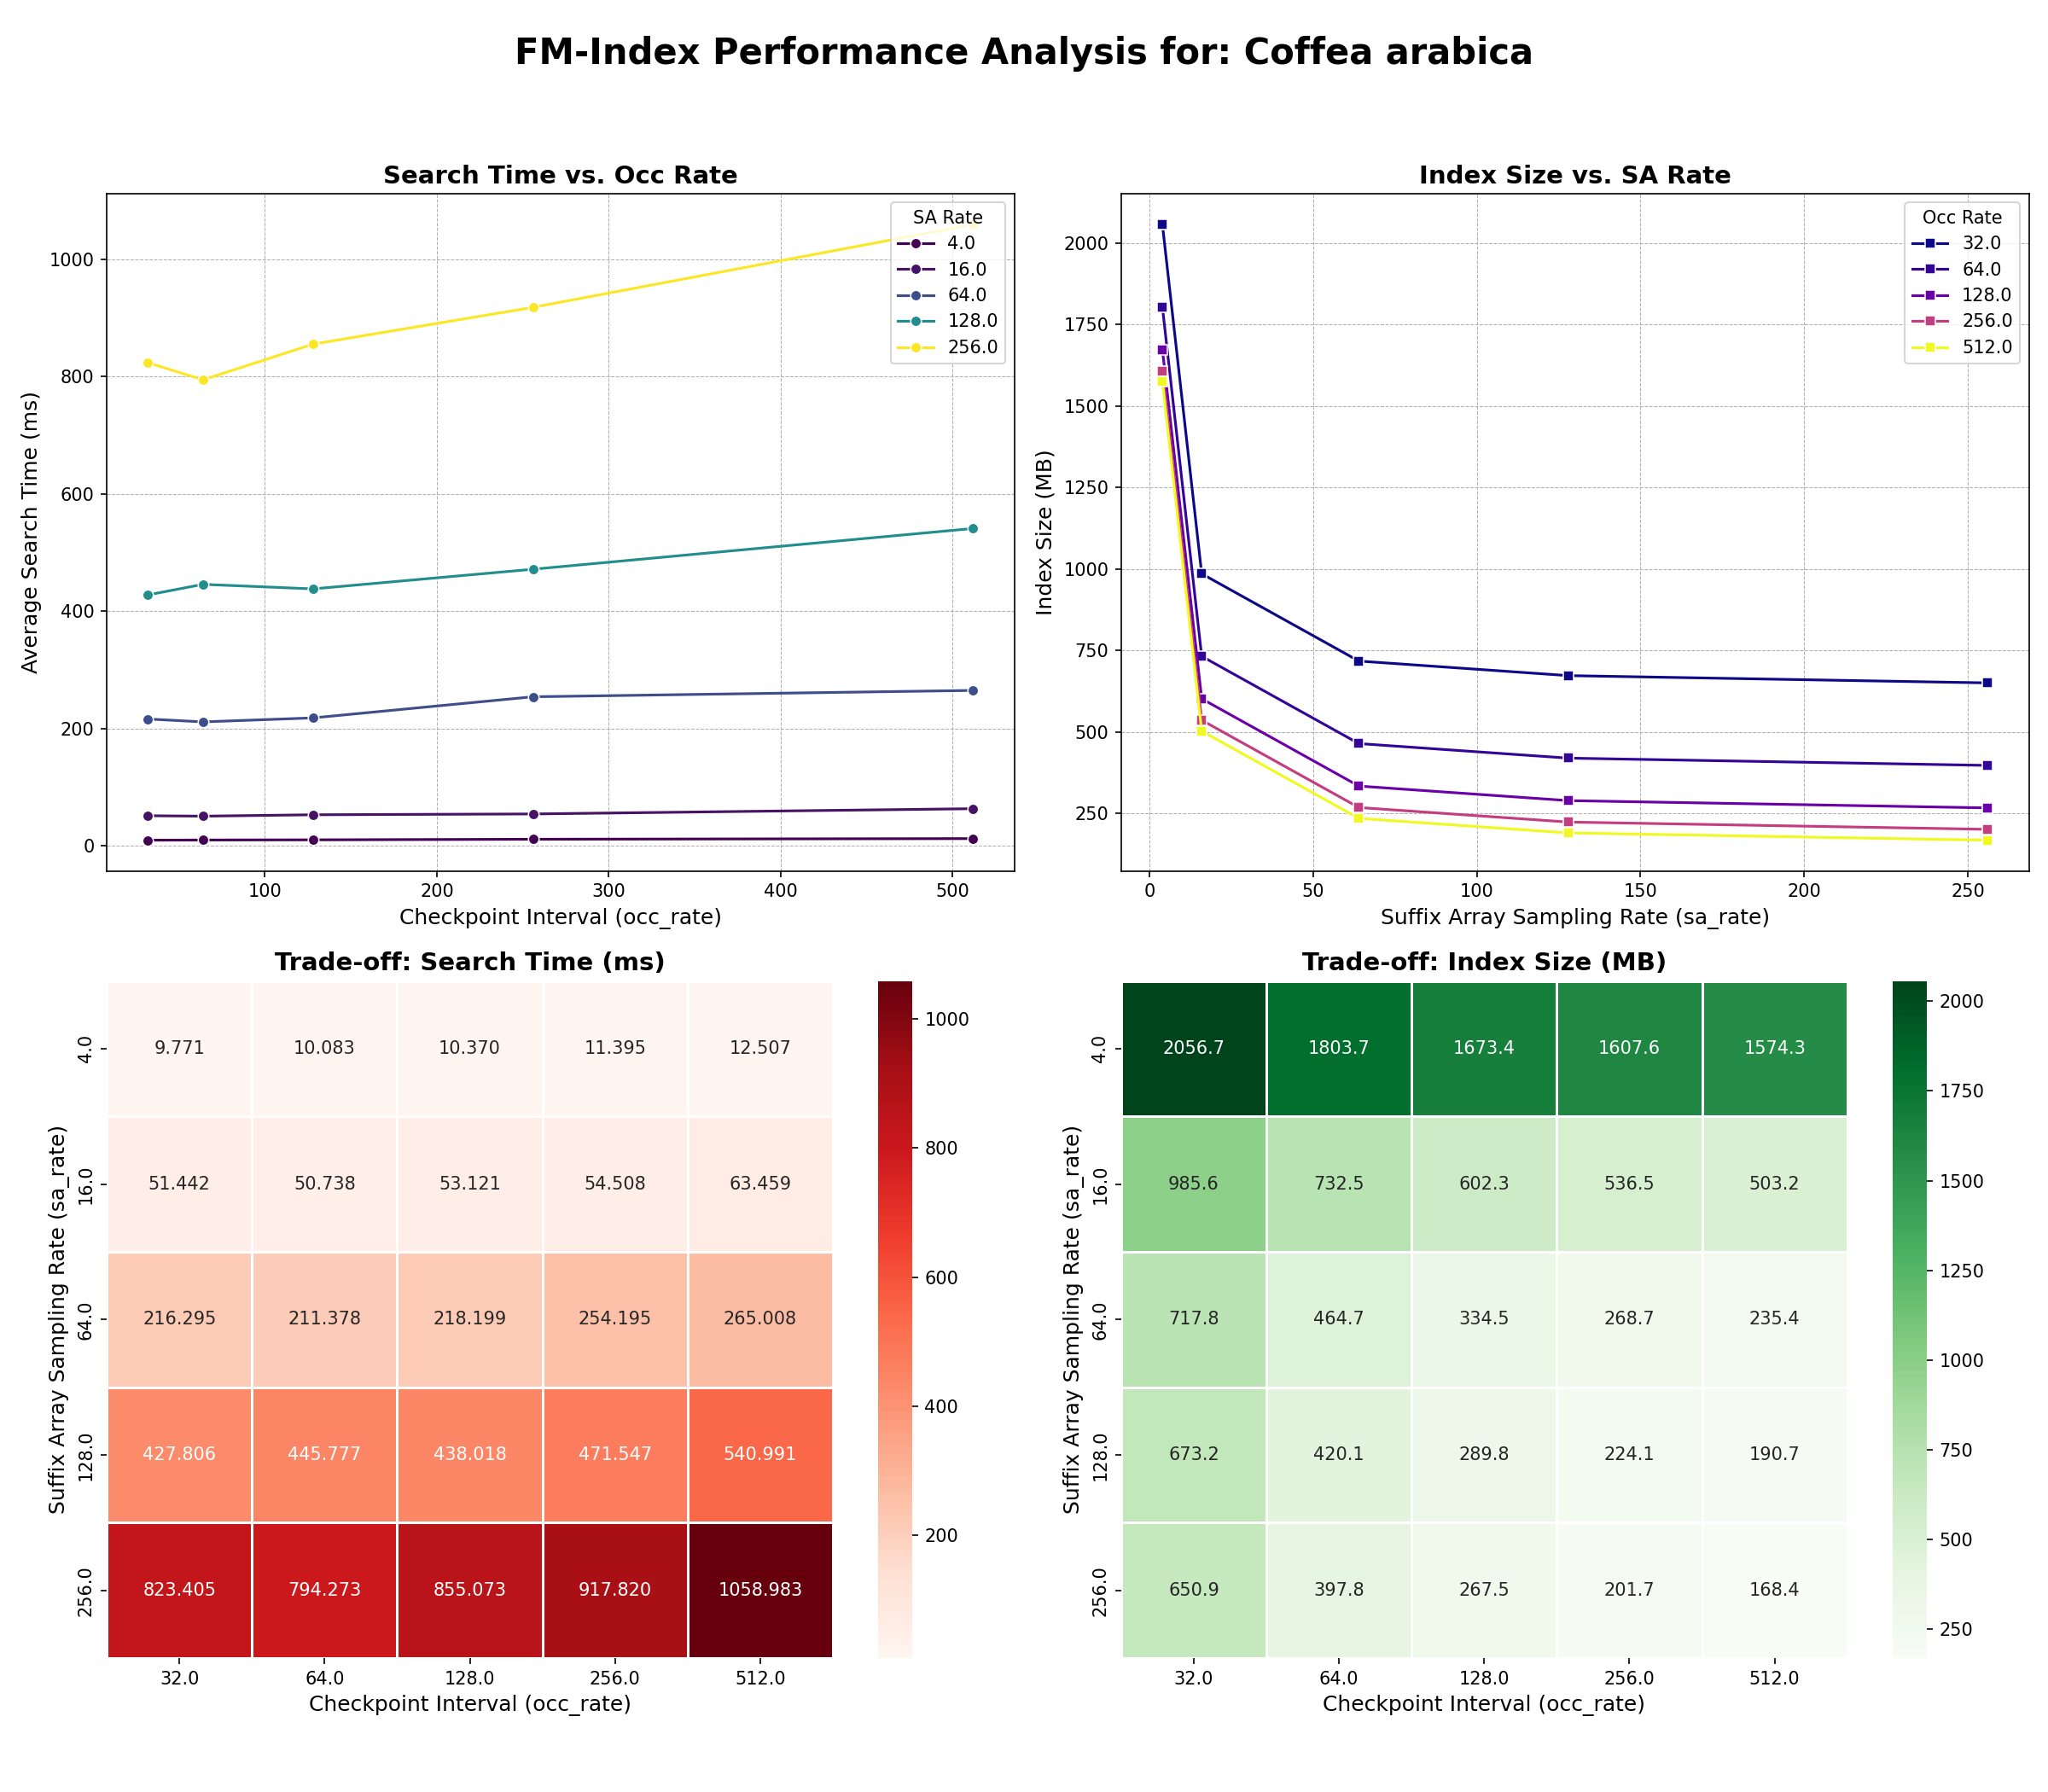 FM-Index Performance Analysis for: Coffea arabica
Search Time vs. Occ Rate
Average Search Time (ms)
1000
800
600
400
200
0
SA Rate
4.0
16.0
64.0
128.0
256.0
100 200 300 400 500
Checkpoint Interval (occ_rate)
Index Size vs. SA Rate
Index Size (MB)
2000
1750
1500
1250
1000
750
500
250
Occ Rate
32.0
64.0
128.0
256.0
512.0
0 50 100 150 200 250
Suffix Array Sampling Rate (sa_rate)
Trade-off: Search Time (ms)
Suffix Array Sampling Rate (sa_rate)
4.0 9.771 10.083 10.370 11.395 12.507
16.0 51.442 50.738 53.121 54.508 63.459
64.0 216.295 211.378 218.199 254.195 265.008
128.0 427.806 445.777 438.018 471.547 540.991
256.0 823.405 794.273 855.073 917.820 1058.983
32.0 64.0 128.0 256.0 512.0
Checkpoint Interval (occ_rate)
1000
800
600
400
200
Trade-off: Index Size (MB)
Suffix Array Sampling Rate (sa_rate)
4.0 2056.7 1803.7 1673.4 1607.6 1574.3
16.0 985.6 732.5 602.3 536.5 503.2
64.0 717.8 464.7 334.5 268.7 235.4
128.0 673.2 420.1 289.8 224.1 190.7
256.0 650.9 397.8 267.5 201.7 168.4
32.0 64.0 128.0 256.0 512.0
Checkpoint Interval (occ_rate)
2000
1750
1500
1250
1000
750
500
250